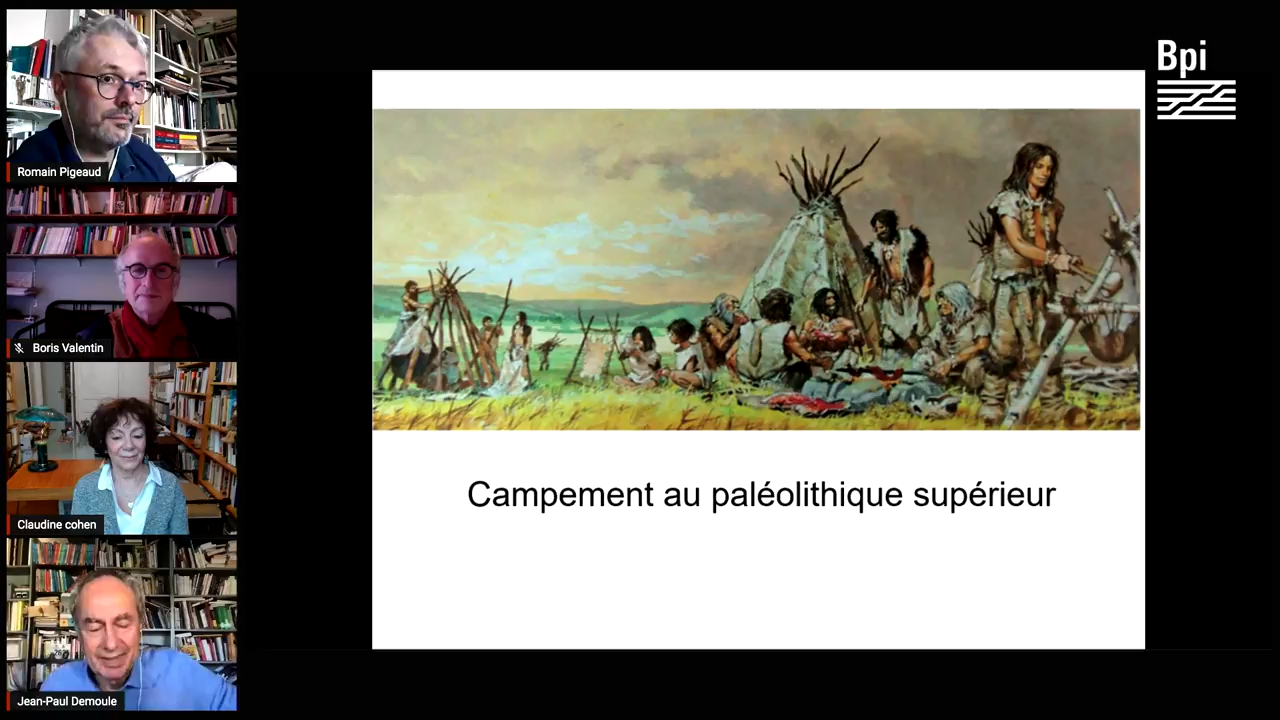 Bpi
Romain Pigeaud
Boris Valentin
Claudine cohen
Jean-Paul Demoule
Campement au paléolithique supérieur